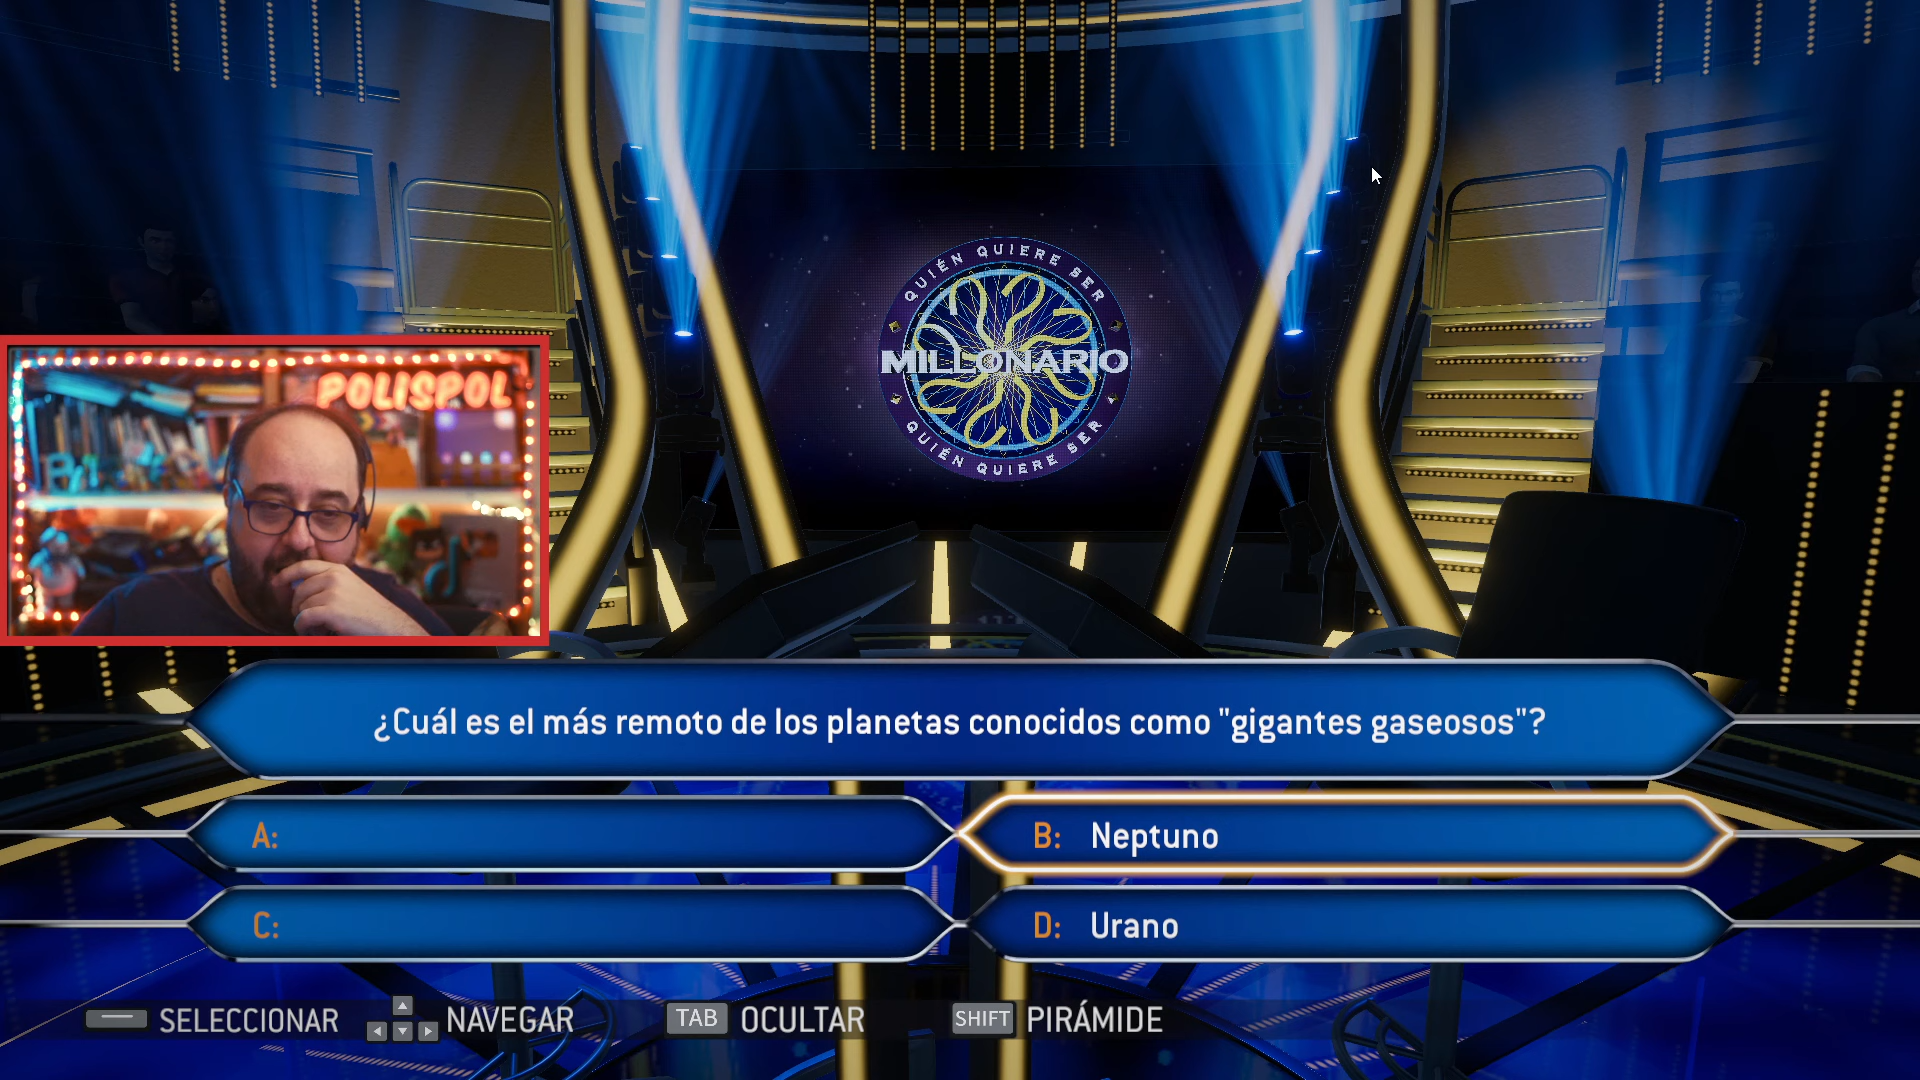 POLISPOL
QUIÉN QUIERE SER
MILLONARIO
QUIÉN QUIERE SER
¿Cuál es el más remoto de los planetas conocidos como "gigantes gaseosos"?
A:
B: Neptuno
C:
D: Urano
SELECCIONAR NAVEGAR TAB OCULTAR SHIFT PIRÁMIDE